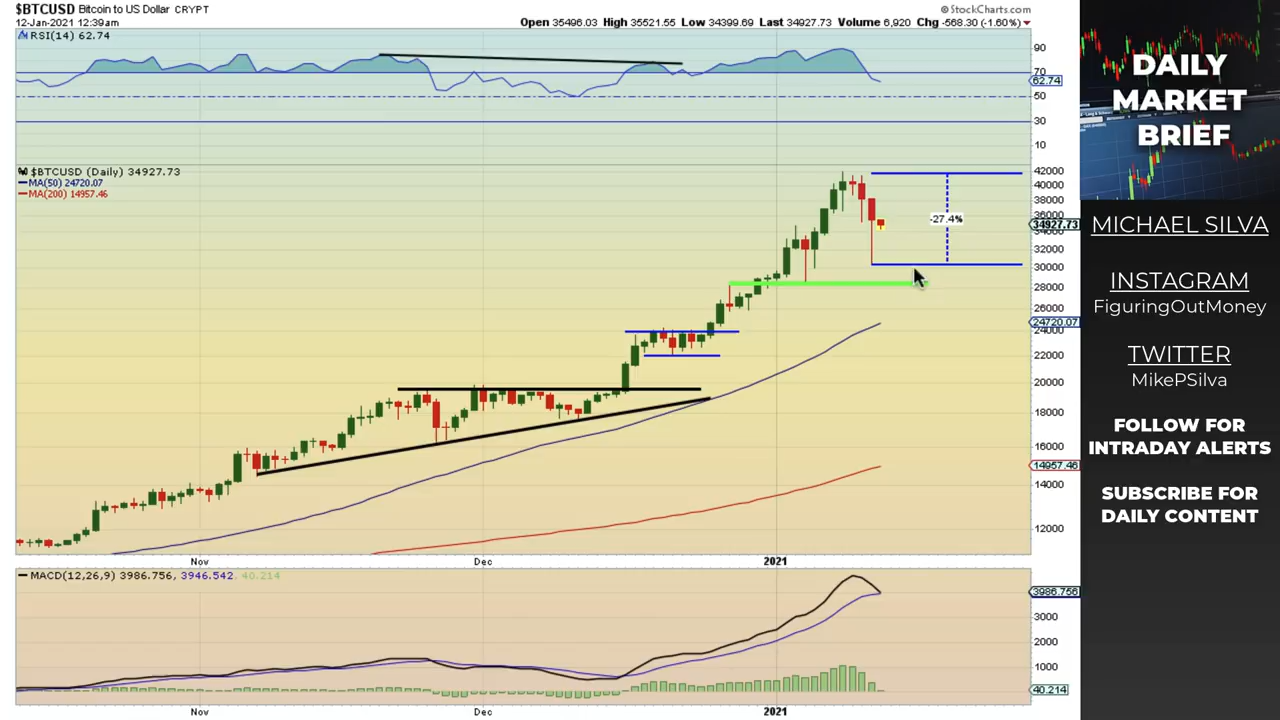 $BTCUSD Bitcoin to US Dollar CRYPT
© StockCharts.com
12-Jan-2021 12:39am
Open 35496.03 High 35521.55 Low 34399.69 Last 34927.73 Volume 6,920 Chg -568.30 (-1.60%)
RSI(14) 62.74
90
70
62.74
50
30
10
$BTCUSD (Daily) 34927.73
MA(50) 24720.07
MA(200) 14957.46
42000
40000
38000
36000
34927.73
34000
32000
30000
28000
26000
24720.07
24000
22000
20000
18000
16000
14957.46
14000
12000
-27.4%
Nov
Dec
2021
MACD(12,26,9) 3986.756, 3946.542, 40.214
3986.756
3000
2000
1000
40.214
Nov
Dec
2021
DAILY
MARKET
BRIEF
MICHAEL SILVA
INSTAGRAM
FiguringOutMoney
TWITTER
MikePSilva
FOLLOW FOR
INTRADAY ALERTS
SUBSCRIBE FOR
DAILY CONTENT